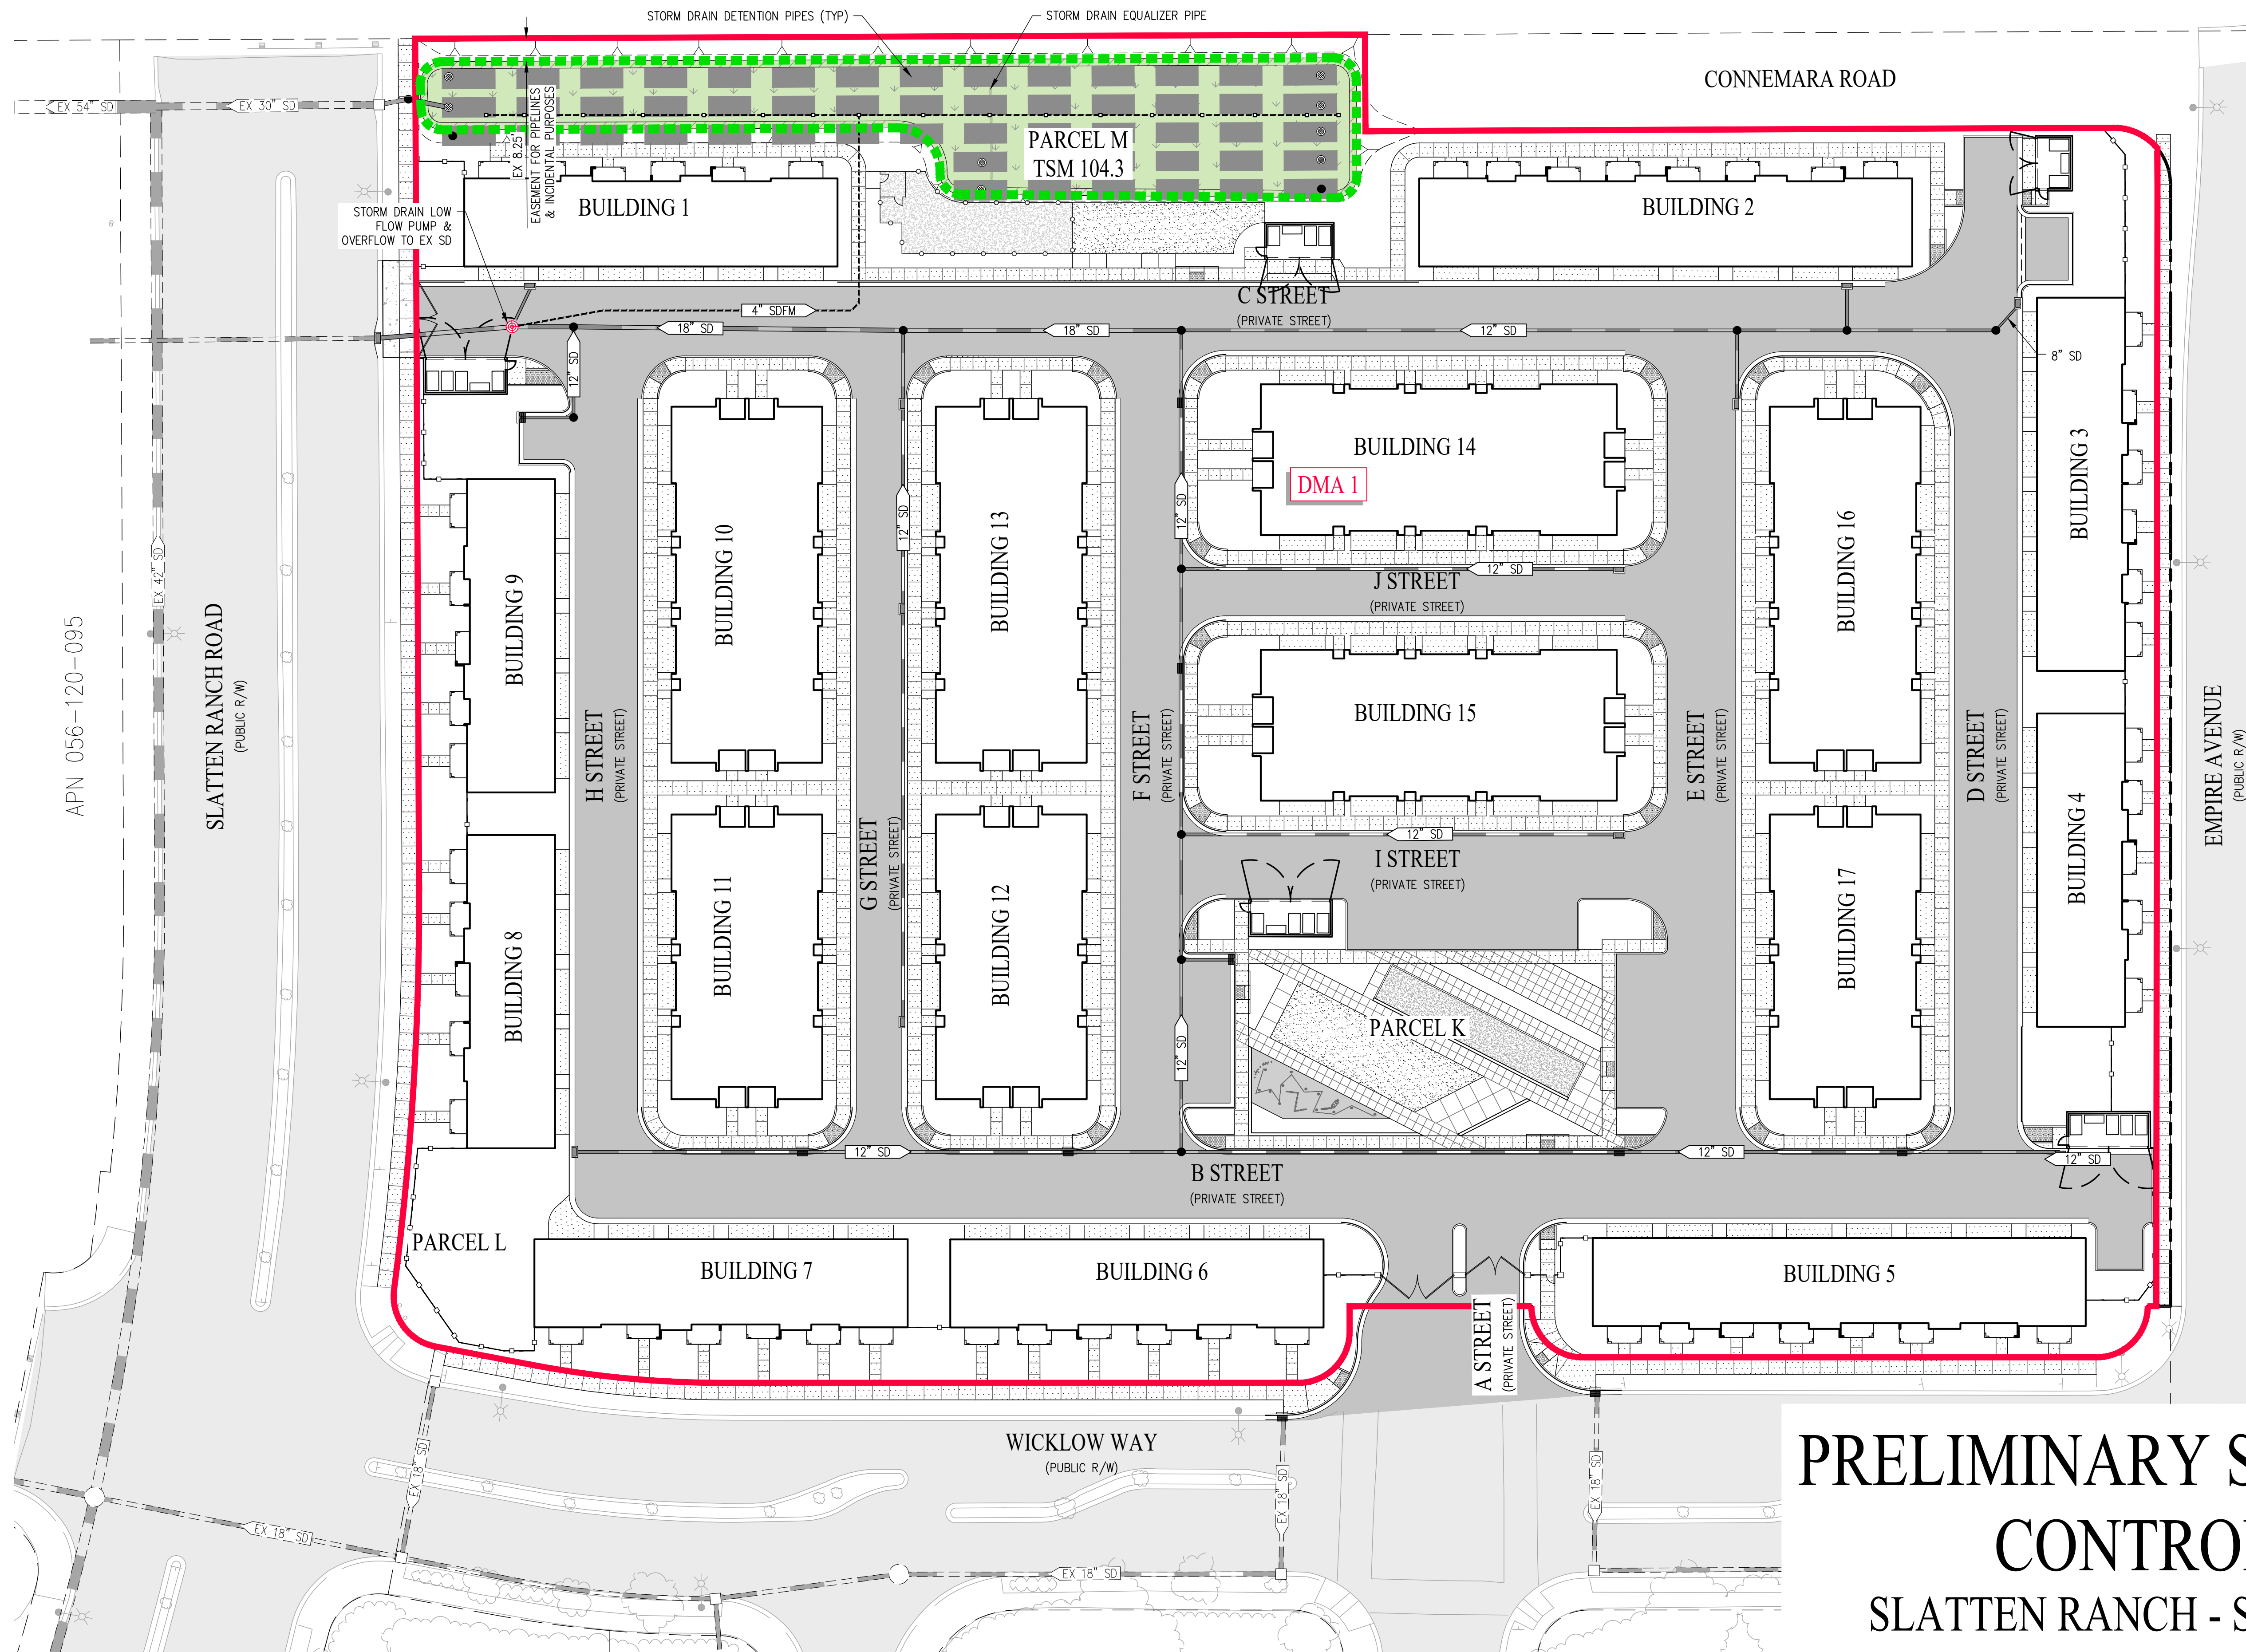 STORM DRAIN DETENTION PIPES (TYP)
STORM DRAIN EQUALIZER PIPE
CONNEMARA ROAD
EX 54" SD
EX 30" SD
EX 8.25'
EASEMENT FOR PIPELINES
& INCIDENTAL PURPOSES
PARCEL M
TSM 104.3
BUILDING 1
BUILDING 2
STORM DRAIN LOW
FLOW PUMP &
OVERFLOW TO EX SD
C STREET
(PRIVATE STREET)
4" SDFM
18" SD
18" SD
12" SD
8" SD
12" SD
BUILDING 14
DMA 1
BUILDING 3
12" SD
12" SD
BUILDING 10
BUILDING 13
BUILDING 16
EX 42" SD
BUILDING 9
J STREET
(PRIVATE STREET)
12" SD
APN 056-120-095
SLATTEN RANCH ROAD
(PUBLIC R/W)
BUILDING 15
H STREET
(PRIVATE STREET)
F STREET
(PRIVATE STREET)
E STREET
(PRIVATE STREET)
D STREET
(PRIVATE STREET)
EMPIRE AVENUE
(PUBLIC R/W)
12" SD
G STREET
(PRIVATE STREET)
I STREET
(PRIVATE STREET)
BUILDING 4
BUILDING 8
BUILDING 11
BUILDING 12
BUILDING 17
PARCEL K
12" SD
12" SD
12" SD
12" SD
B STREET
(PRIVATE STREET)
PARCEL L
BUILDING 7
BUILDING 6
BUILDING 5
A STREET
(PRIVATE STREET)
WICKLOW WAY
(PUBLIC R/W)
EX 18" SD
EX 18" SD
EX 18" SD
EX 18" SD
EX 18" SD
PRELIMINARY S
CONTRO
SLATTEN RANCH - S